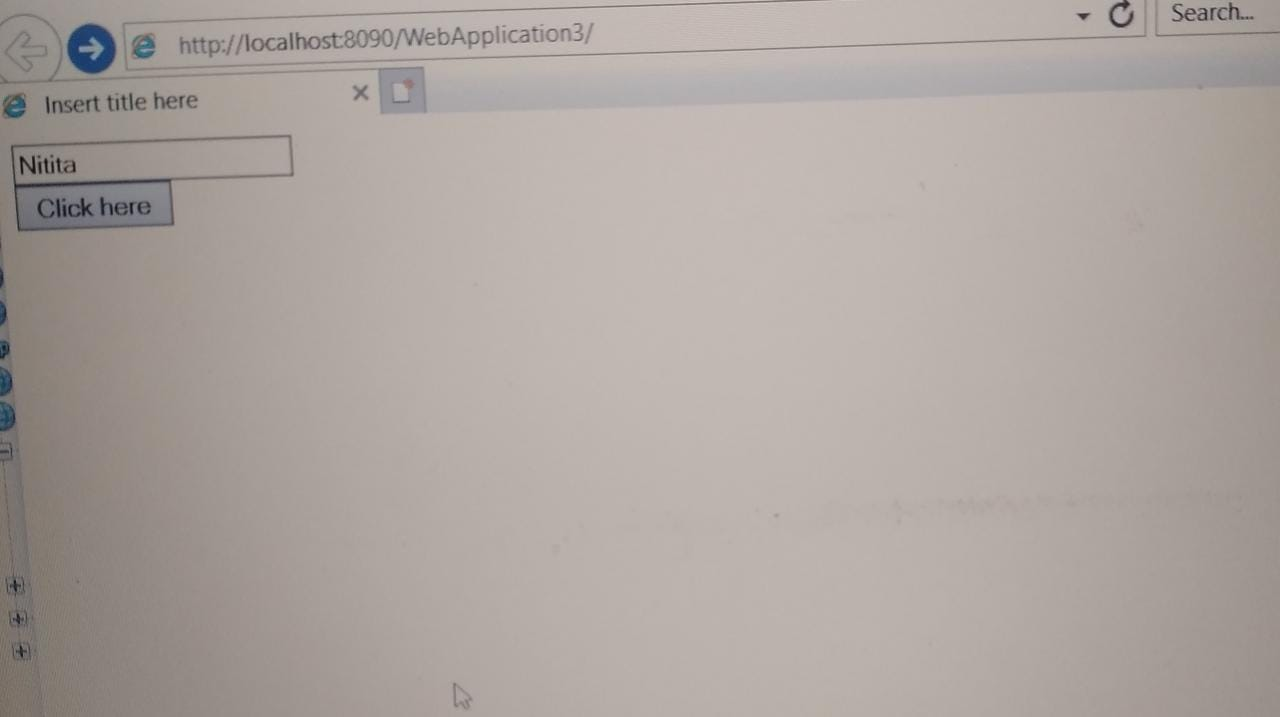 http://localhost:8090/WebApplication3/
Search...
Insert title here
Nitita
Click here